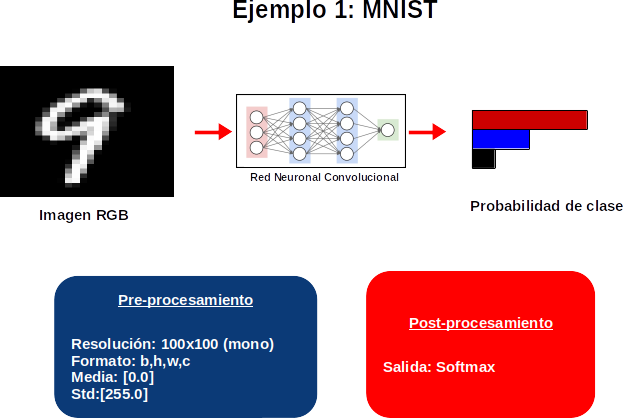 Ejemplo 1: MNIST
Red Neuronal Convolucional
Imagen RGB
Probabilidad de clase
Pre-procesamiento
Resolución: 100x100 (mono)
Formato: b,h,w,c
Media: [0.0]
Std:[255.0]
Post-procesamiento
Salida: Softmax